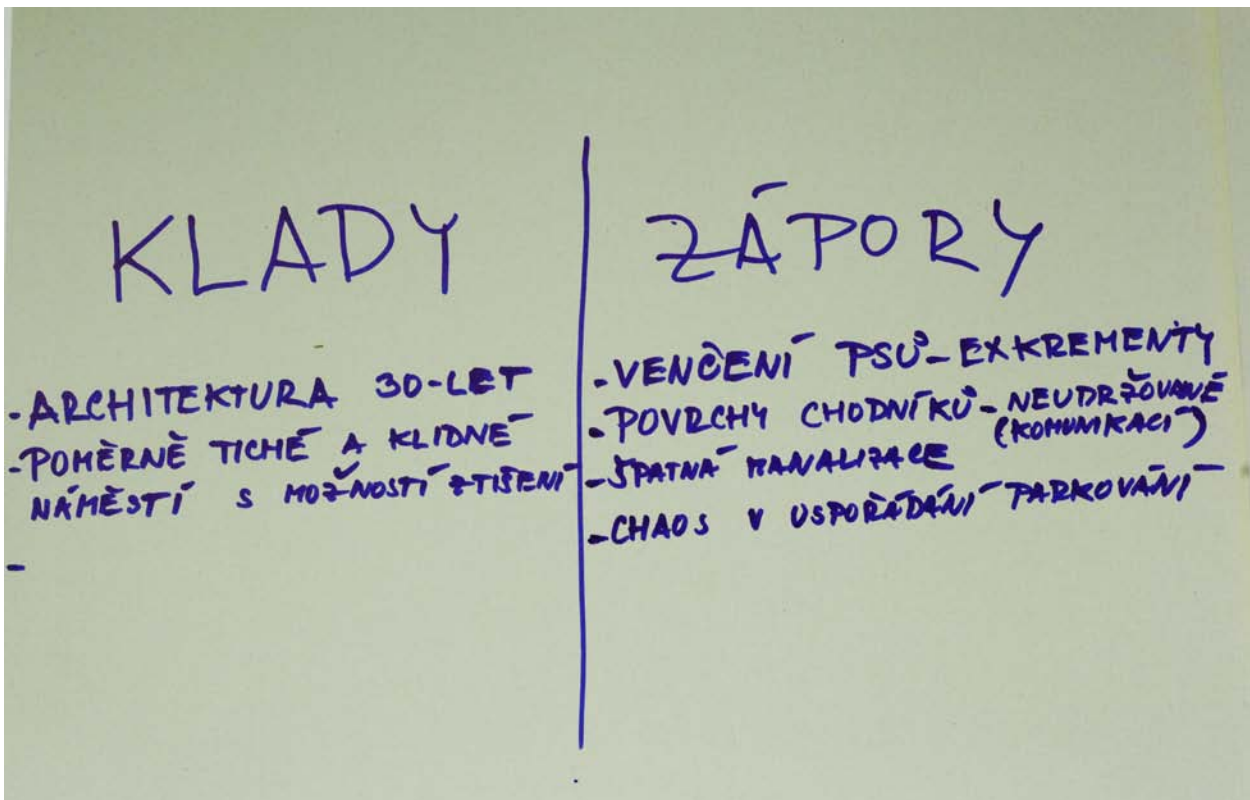 KLADY
-ARCHITEKTURA 30-LET
-POMĚRNĚ TICHÉ A KLIDNÉ
NÁMĚSTÍ S MOŽNOSTÍ ZTIŠENÍ
-
ZÁPORY
-VENČENÍ PSŮ-EXKREMENTY
-POVRCHY CHODNÍKŮ-NEUDRŽOVANÉ
(KOMUNIKACÍ)
-ŠPATNÁ KANALIZACE
-CHAOS V USPOŘÁDÁNÍ PARKOVÁNÍ